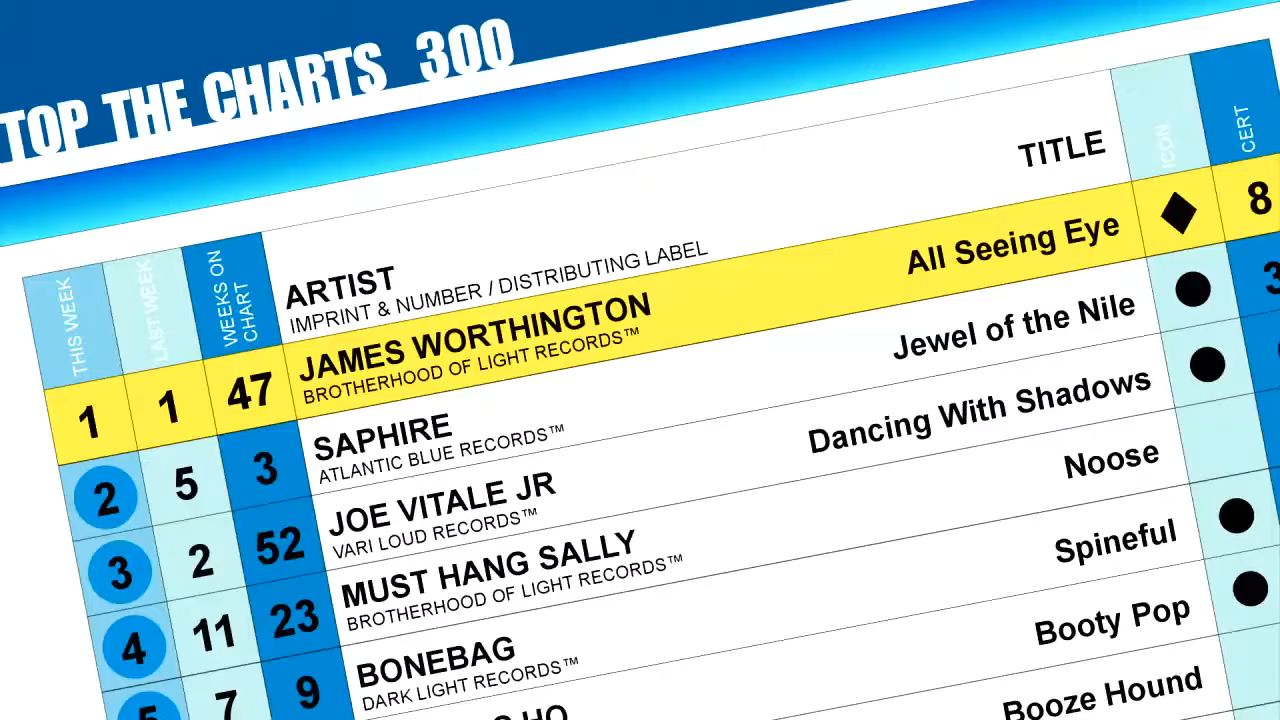 TOP THE CHARTS 300
THIS WEEK
LAST WEEK
WEEKS ON
CHART
ARTIST
IMPRINT & NUMBER / DISTRIBUTING LABEL
TITLE
ICON
CERT
1 1 47 JAMES WORTHINGTON All Seeing Eye 8
BROTHERHOOD OF LIGHT RECORDS™
2 5 3 SAPHIRE Jewel of the Nile
ATLANTIC BLUE RECORDS™
3 2 52 JOE VITALE JR Dancing With Shadows
VARI LOUD RECORDS™
4 11 23 MUST HANG SALLY Noose
BROTHERHOOD OF LIGHT RECORDS™
5 7 9 BONEBAG Spineful
DARK LIGHT RECORDS™
HO Booty Pop
Booze Hound